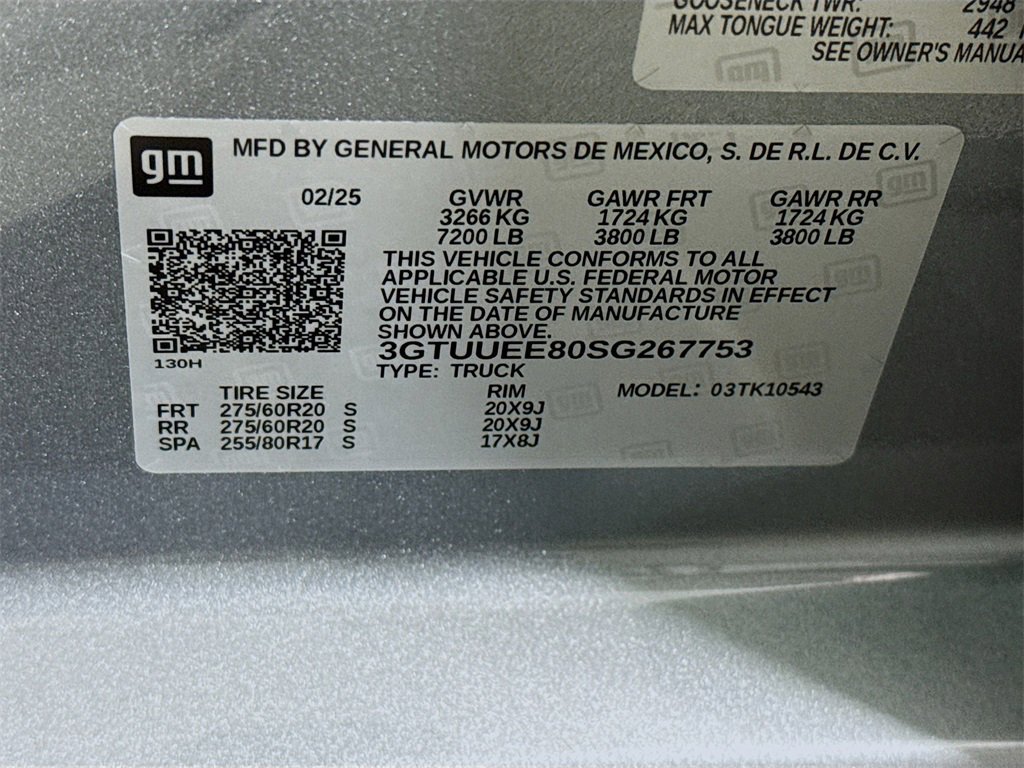 GOOSENECK TWR: 2948
MAX TONGUE WEIGHT: 442
SEE OWNER'S MANUA
gm
MFD BY GENERAL MOTORS DE MEXICO, S. DE R.L. DE C.V.
02/25 GVWR GAWR FRT GAWR RR
3266 KG 1724 KG 1724 KG
7200 LB 3800 LB 3800 LB
THIS VEHICLE CONFORMS TO ALL
APPLICABLE U.S. FEDERAL MOTOR
VEHICLE SAFETY STANDARDS IN EFFECT
ON THE DATE OF MANUFACTURE
SHOWN ABOVE.
3GTUUEE80SG267753
130H
TYPE: TRUCK
TIRE SIZE RIM MODEL: 03TK10543
FRT 275/60R20 S 20X9J
RR 275/60R20 S 20X9J
SPA 255/80R17 S 17X8J